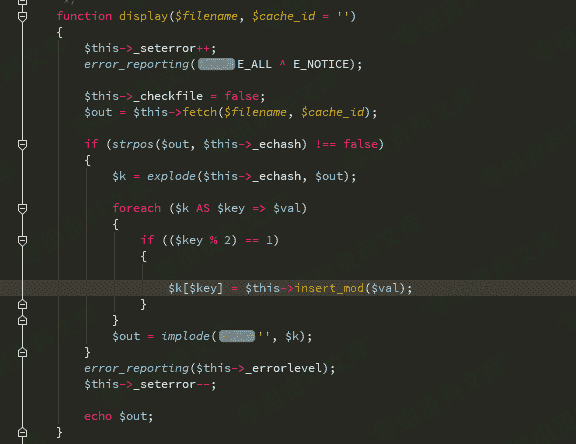 */
function display($filename, $cache_id = '')
{
$this->_seterror++;
error_reporting( E_ALL ^ E_NOTICE);
$this->_checkfile = false;
$out = $this->fetch($filename, $cache_id);
if (strpos($out, $this->_echash) !== false)
{
$k = explode($this->_echash, $out);
foreach ($k AS $key => $val)
{
if (($key % 2) == 1)
{
$k[$key] = $this->insert_mod($val);
}
}
$out = implode( '', $k);
}
error_reporting($this->_errorlevel);
$this->_seterror--;
echo $out;
}